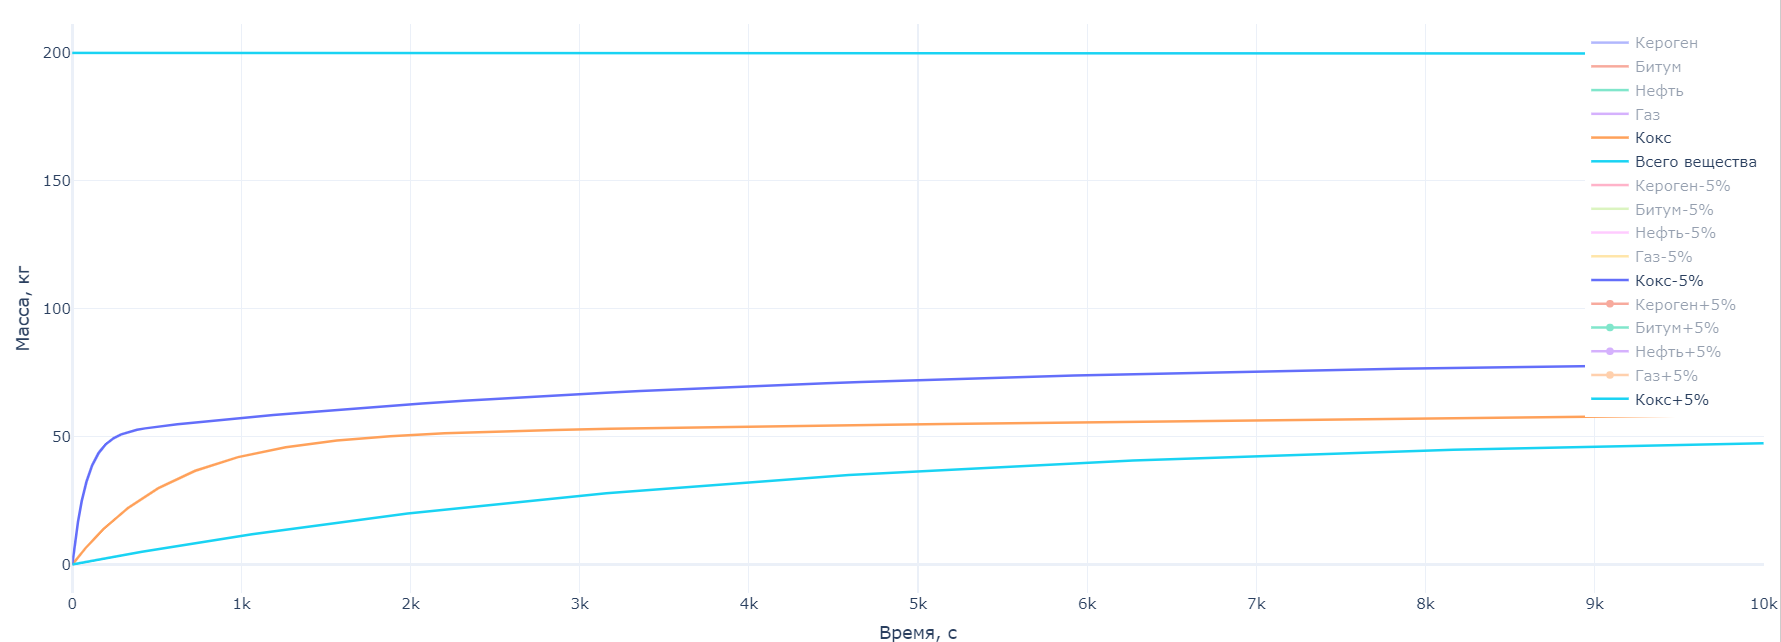 200
150
100
50
0
Масса, кг
0
1k
2k
3k
4k
5k
6k
7k
8k
9k
10k
Время, с
Кероген
Битум
Нефть
Газ
Кокс
Всего вещества
Кероген-5%
Битум-5%
Нефть-5%
Газ-5%
Кокс-5%
Кероген+5%
Битум+5%
Нефть+5%
Газ+5%
Кокс+5%